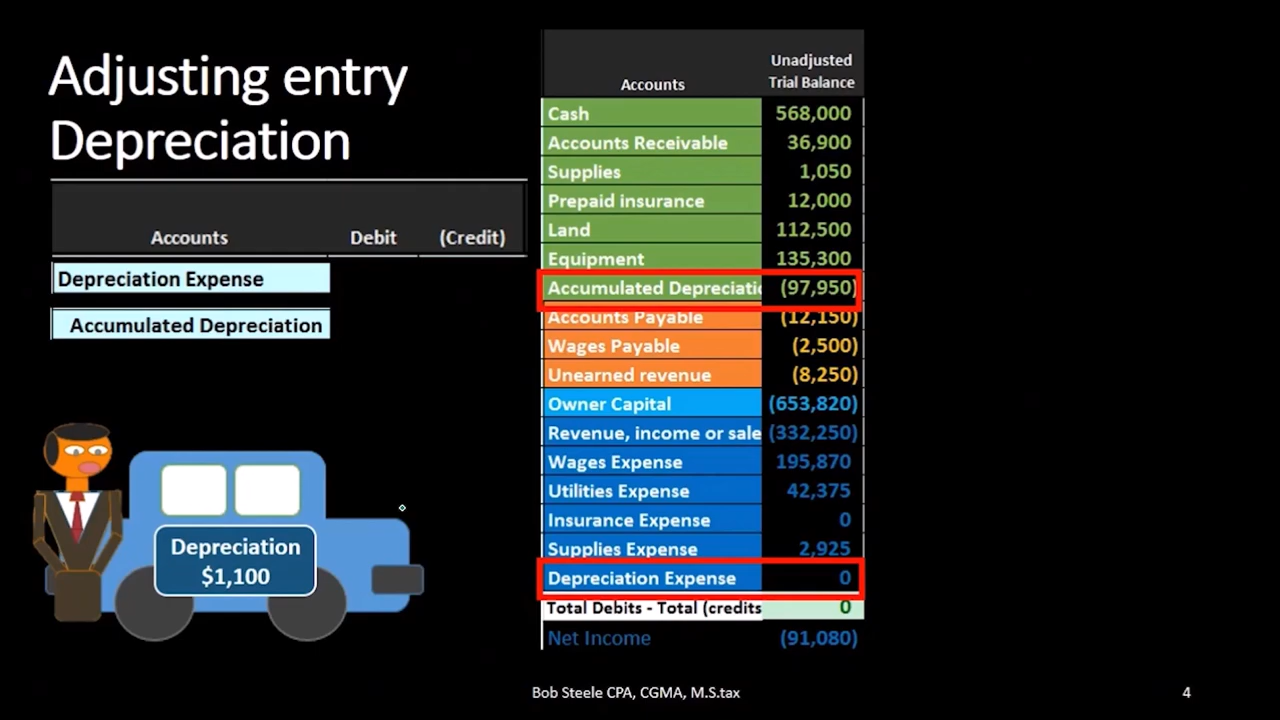 Adjusting entry
Depreciation
Accounts Debit (Credit)
Depreciation Expense
Accumulated Depreciation
Depreciation
$1,100
Unadjusted
Accounts Trial Balance
Cash 568,000
Accounts Receivable 36,900
Supplies 1,050
Prepaid insurance 12,000
Land 112,500
Equipment 135,300
Accumulated Depreciatio (97,950)
Accounts Payable (12,150)
Wages Payable (2,500)
Unearned revenue (8,250)
Owner Capital (653,820)
Revenue, income or sale (332,250)
Wages Expense 195,870
Utilities Expense 42,375
Insurance Expense 0
Supplies Expense 2,925
Depreciation Expense 0
Total Debits - Total (credits 0
Net Income (91,080)
Bob Steele CPA, CGMA, M.S.tax 4